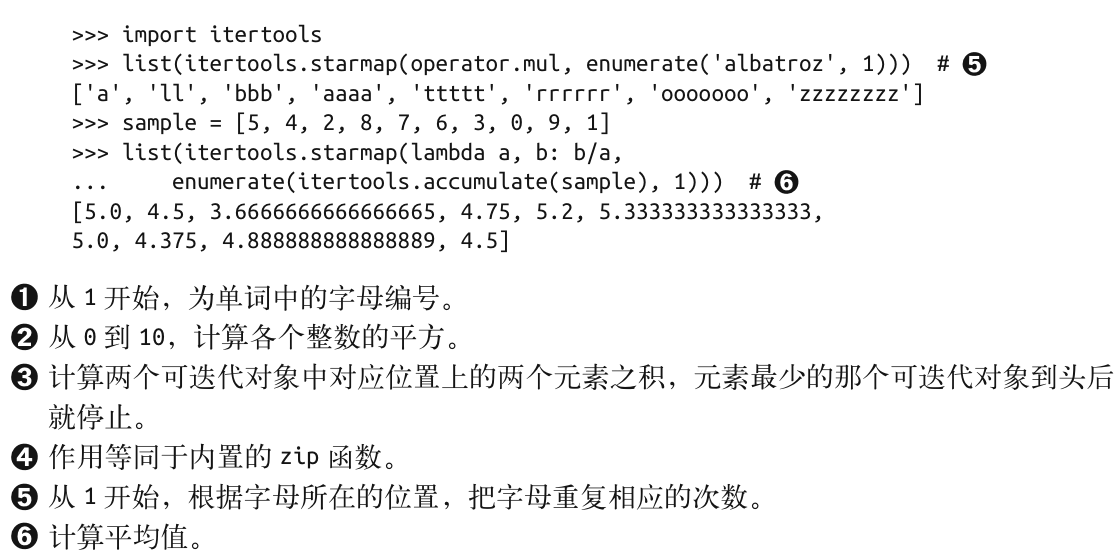 >>> import itertools
>>> list(itertools.starmap(operator.mul, enumerate('albatroz', 1)))  # ❺
['a', 'll', 'bbb', 'aaaa', 'ttttt', 'rrrrrr', 'ooooooo', 'zzzzzzzz']
>>> sample = [5, 4, 2, 8, 7, 6, 3, 0, 9, 1]
>>> list(itertools.starmap(lambda a, b: b/a,
...     enumerate(itertools.accumulate(sample), 1)))  # ❻
[5.0, 4.5, 3.6666666666666665, 4.75, 5.2, 5.333333333333333,
5.0, 4.375, 4.888888888888889, 4.5]
❶ 从 1 开始，为单词中的字母编号。
❷ 从 0 到 10，计算各个整数的平方。
❸ 计算两个可迭代对象中对应位置上的两个元素之积，元素最少的那个可迭代对象到头后
就停止。
❹ 作用等同于内置的 zip 函数。
❺ 从 1 开始，根据字母所在的位置，把字母重复相应的次数。
❻ 计算平均值。